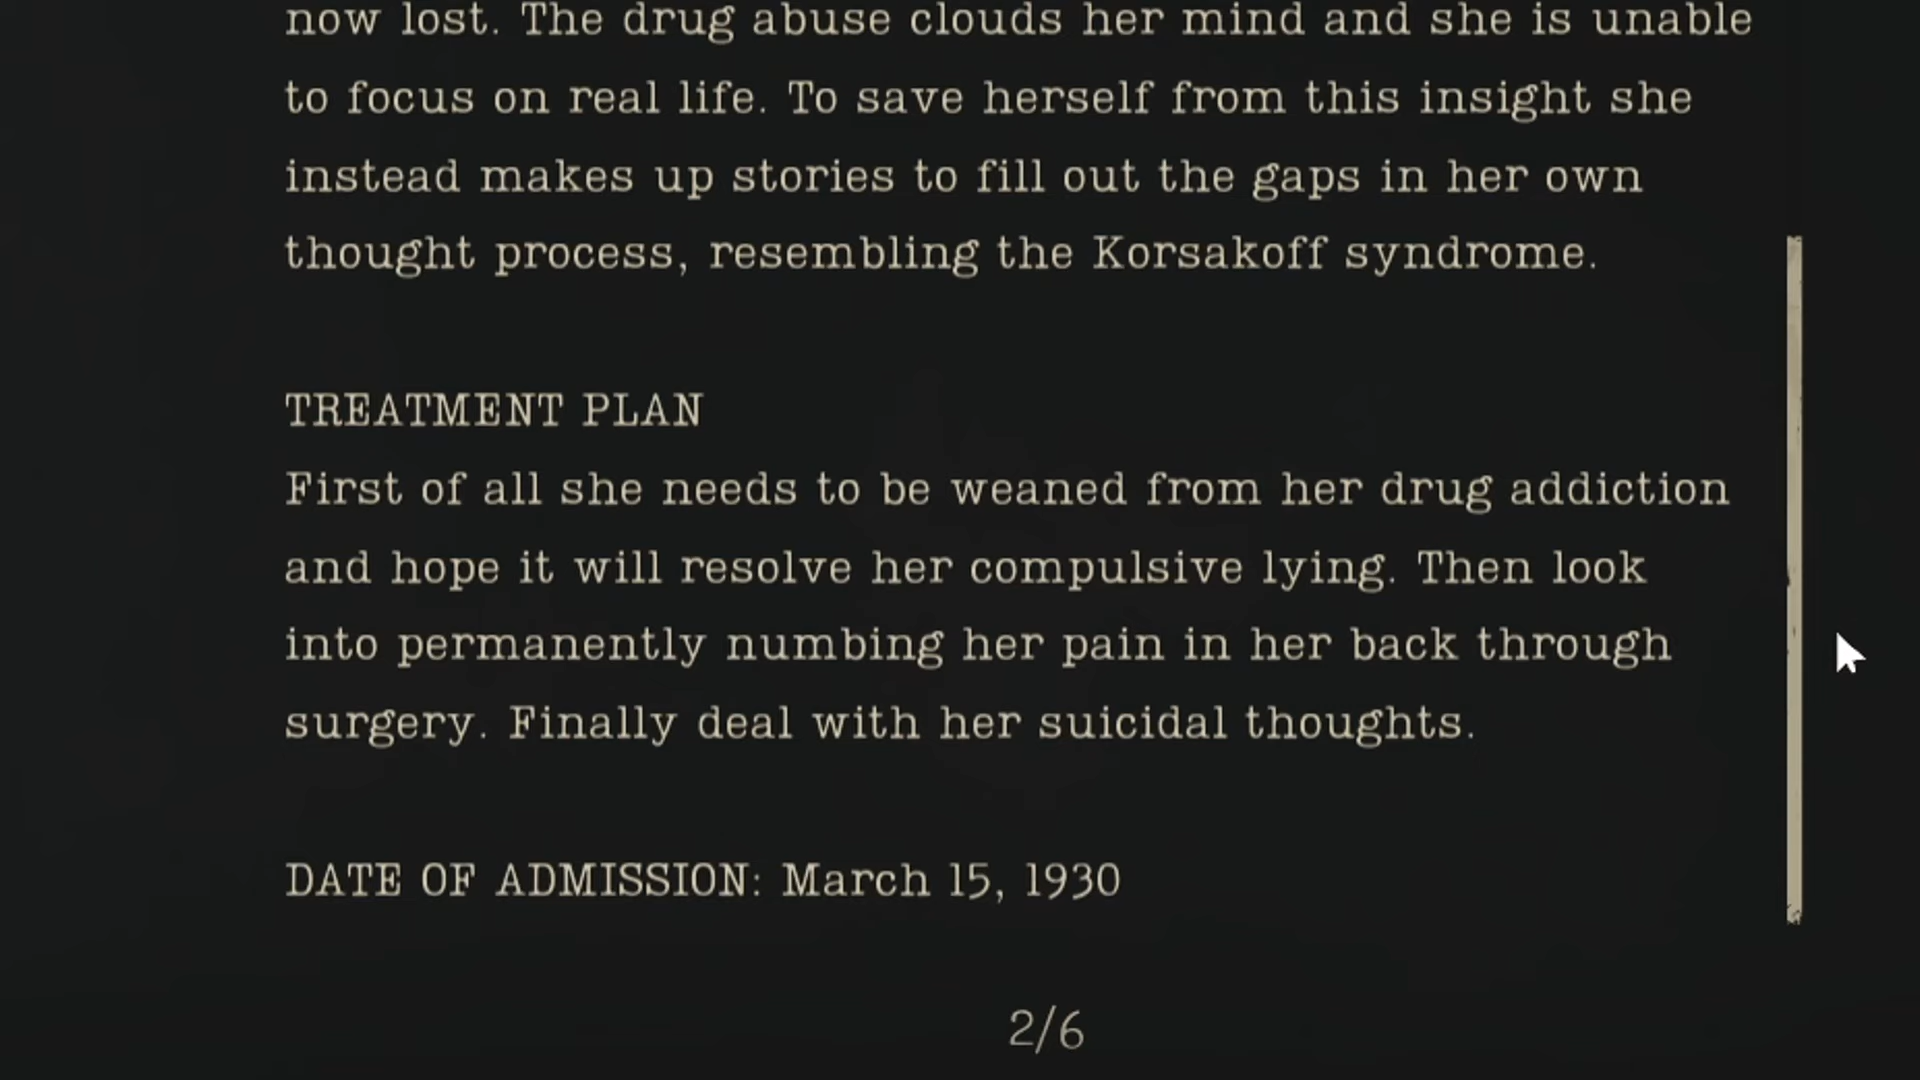 now lost. The drug abuse clouds her mind and she is unable
to focus on real life. To save herself from this insight she
instead makes up stories to fill out the gaps in her own
thought process, resembling the Korsakoff syndrome.
TREATMENT PLAN
First of all she needs to be weaned from her drug addiction
and hope it will resolve her compulsive lying. Then look
into permanently numbing her pain in her back through
surgery. Finally deal with her suicidal thoughts.
DATE OF ADMISSION: March 15, 1930
2/6